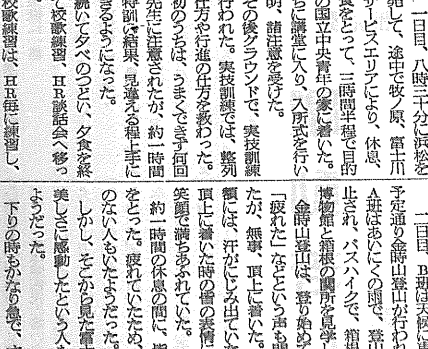 一日目、八時三十分に浜松を
発して、途中で牧ノ原、富士川
サービスエリアにより、休息、
食をとって、三時間半程で目的
の国立中央青年の家に着いた。
ちに講堂に入り、入所式を行い
明、諸注意を受けた。
その後グラウンドで、実技訓練
行われた。実技訓練では、整列
仕方や行進の仕方を教わった。
初のうちは、うまくできず何回
先生に注意されたが、約一時間
特訓の結果、見違える程上手に
きるようになった。
続いて夕べのつどい、夕食を終
て校歌練習、HR談話会へ移っ
。
校歌練習は、HR毎に練習し、
二日目、B班は天候に
予定通り金時山登山が行われ
A班はあいにくの雨で、登山
止され、バスハイクで、箱根
博物館と箱根の関所を見学し
金時山登山は、登り始めて
「疲れた」などという声も聞
たが、無事、頂上に着いた。
額には、汗がにじみ出ていた
頂上に着いた時の皆の表情に
笑顔で満ちあふれていた。
約一時間の休息の間に、皆
をとった。疲れていたため、
のない人もいたようだった。
しかし、そこから見た富士
美しさに感動したという人も
ようだった。
下りの時もかなり急で、